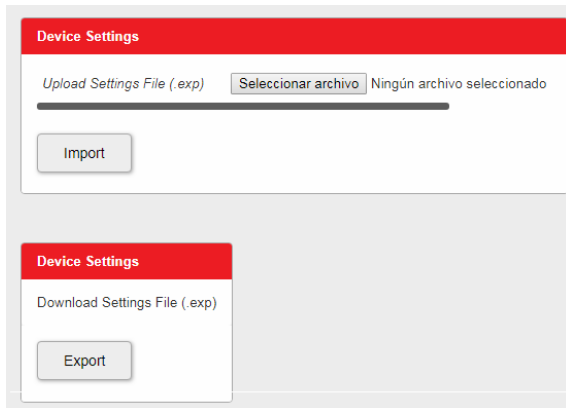 Device Settings
Upload Settings File (.exp) Seleccionar archivo Ningún archivo seleccionado
Import
Device Settings
Download Settings File (.exp)
Export